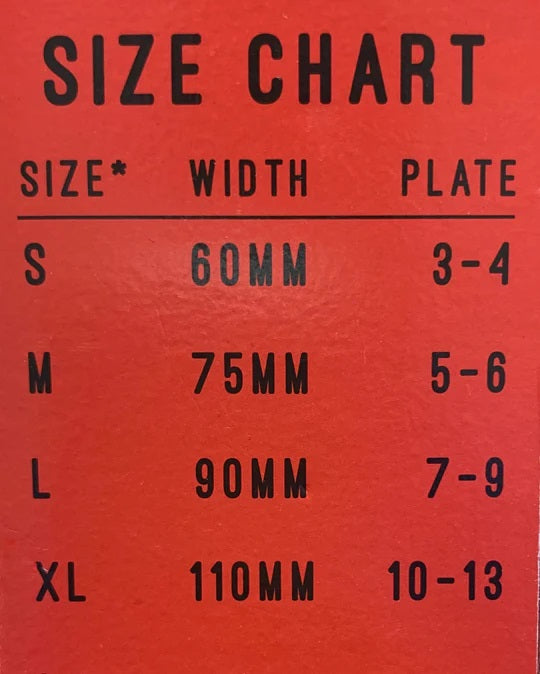 SIZE CHART
SIZE* WIDTH PLATE
S 60MM 3-4
M 75MM 5-6
L 90MM 7-9
XL 110MM 10-13